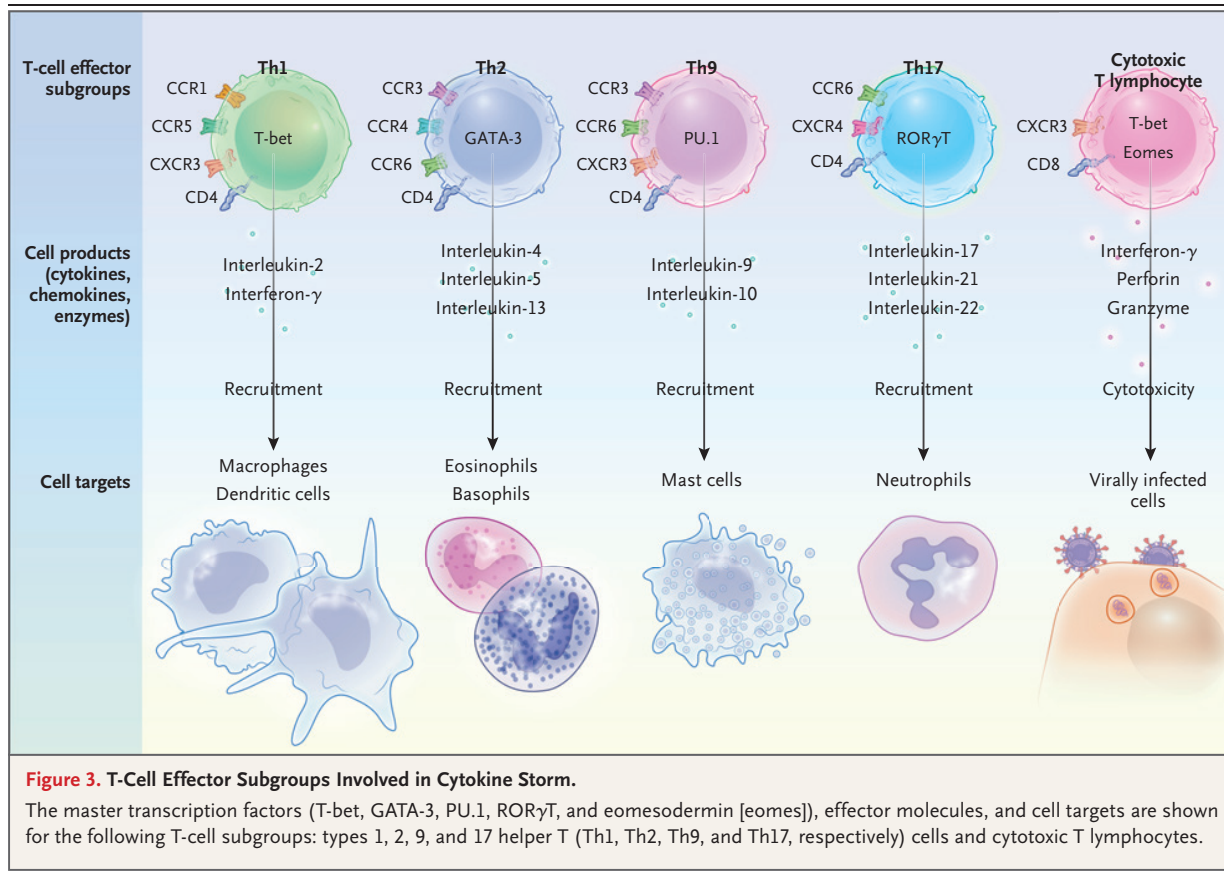 T-cell effector
subgroups
Th1
CCR1
CCR5
CXCR3
CD4
T-bet
Th2
CCR3
CCR4
CCR6
CD4
GATA-3
Th9
CCR3
CCR6
CXCR3
CD4
PU.1
Th17
CCR6
CXCR4
CD4
RORγT
Cytotoxic
T lymphocyte
CXCR3
CD8
T-bet
Eomes
Cell products
(cytokines,
chemokines,
enzymes)
Interleukin-2
Interferon-γ
Interleukin-4
Interleukin-5
Interleukin-13
Interleukin-9
Interleukin-10
Interleukin-17
Interleukin-21
Interleukin-22
Interferon-γ
Perforin
Granzyme
Recruitment
Recruitment
Recruitment
Recruitment
Cytotoxicity
Cell targets
Macrophages
Dendritic cells
Eosinophils
Basophils
Mast cells
Neutrophils
Virally infected
cells
Figure 3. T-Cell Effector Subgroups Involved in Cytokine Storm.
The master transcription factors (T-bet, GATA-3, PU.1, RORγT, and eomesodermin [eomes]), effector molecules, and cell targets are shown
for the following T-cell subgroups: types 1, 2, 9, and 17 helper T (Th1, Th2, Th9, and Th17, respectively) cells and cytotoxic T lymphocytes.